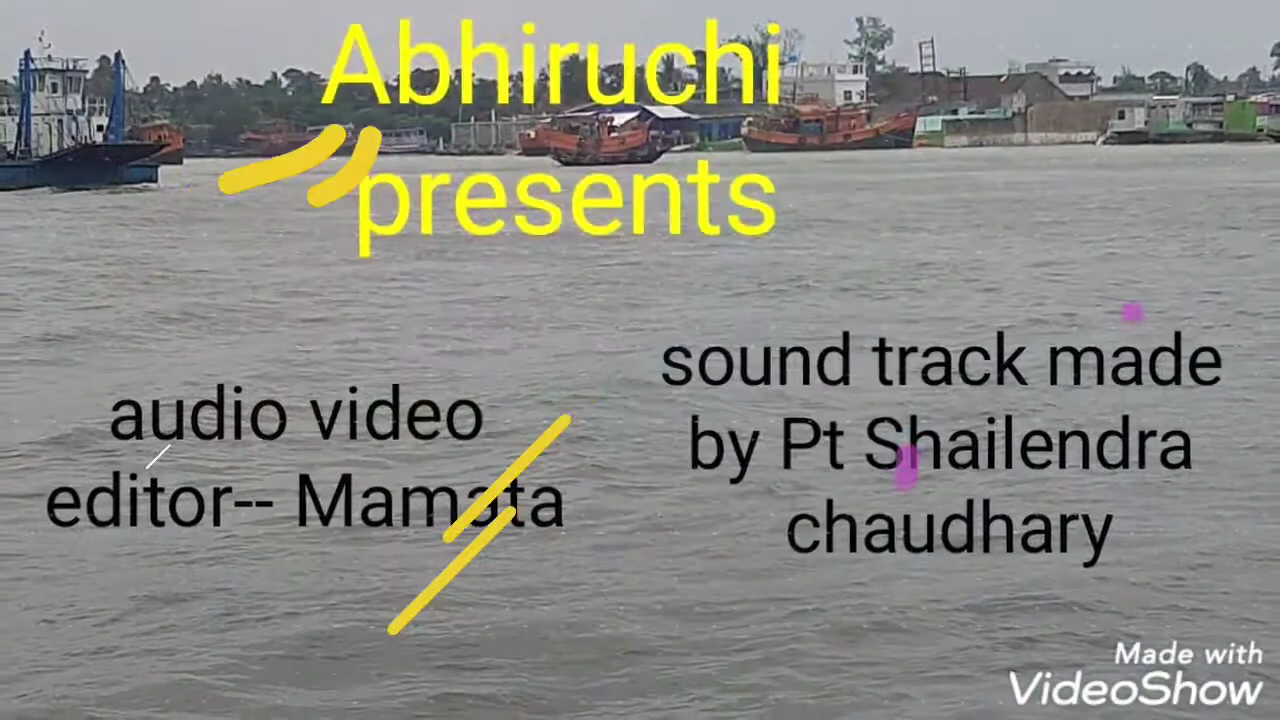 Abhiruchi
presents
audio video
editor-- Mamata
sound track made
by Pt Shailendra
chaudhary
Made with
VideoShow